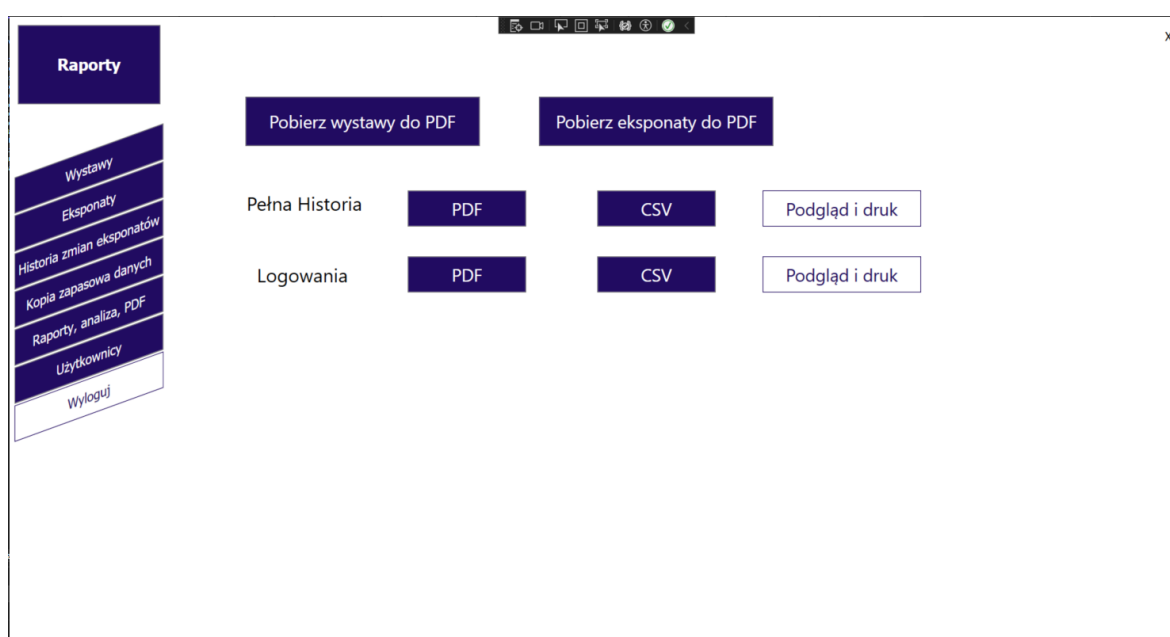 x
Raporty
Pobierz wystawy do PDF
Pobierz eksponaty do PDF
Wystawy
Eksponaty
Historia zmian eksponatów
Kopia zapasowa danych
Raporty, analiza, PDF
Użytkownicy
Wyloguj
Pełna Historia
PDF
CSV
Podgląd i druk
Logowania
PDF
CSV
Podgląd i druk